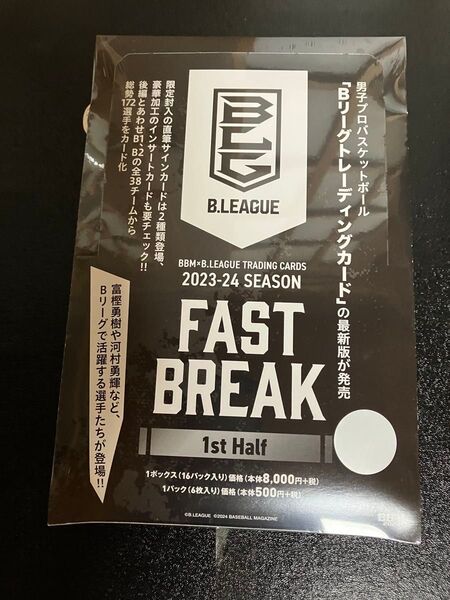 男子プロバスケットボール
「Bリーグトレーディングカード」の最新版が発売
限定封入の直筆サインカードは2種類登場、
豪華加工のインサートカードも要チェック!!
後編とあわせB1、B2の全38チームから
総勢172選手をカード化
BLG
B.LEAGUE
BBM×B.LEAGUE TRADING CARDS
2023-24 SEASON
FAST
BREAK
1st Half
富樫勇樹や河村勇輝など、
Bリーグで活躍する選手たちが登場!!
1ボックス(16パック入り)価格(本体8,000円+税)
1パック(6枚入り)価格(本体500円+税)
©B.LEAGUE ©2024 BASEBALL MAGAZINE